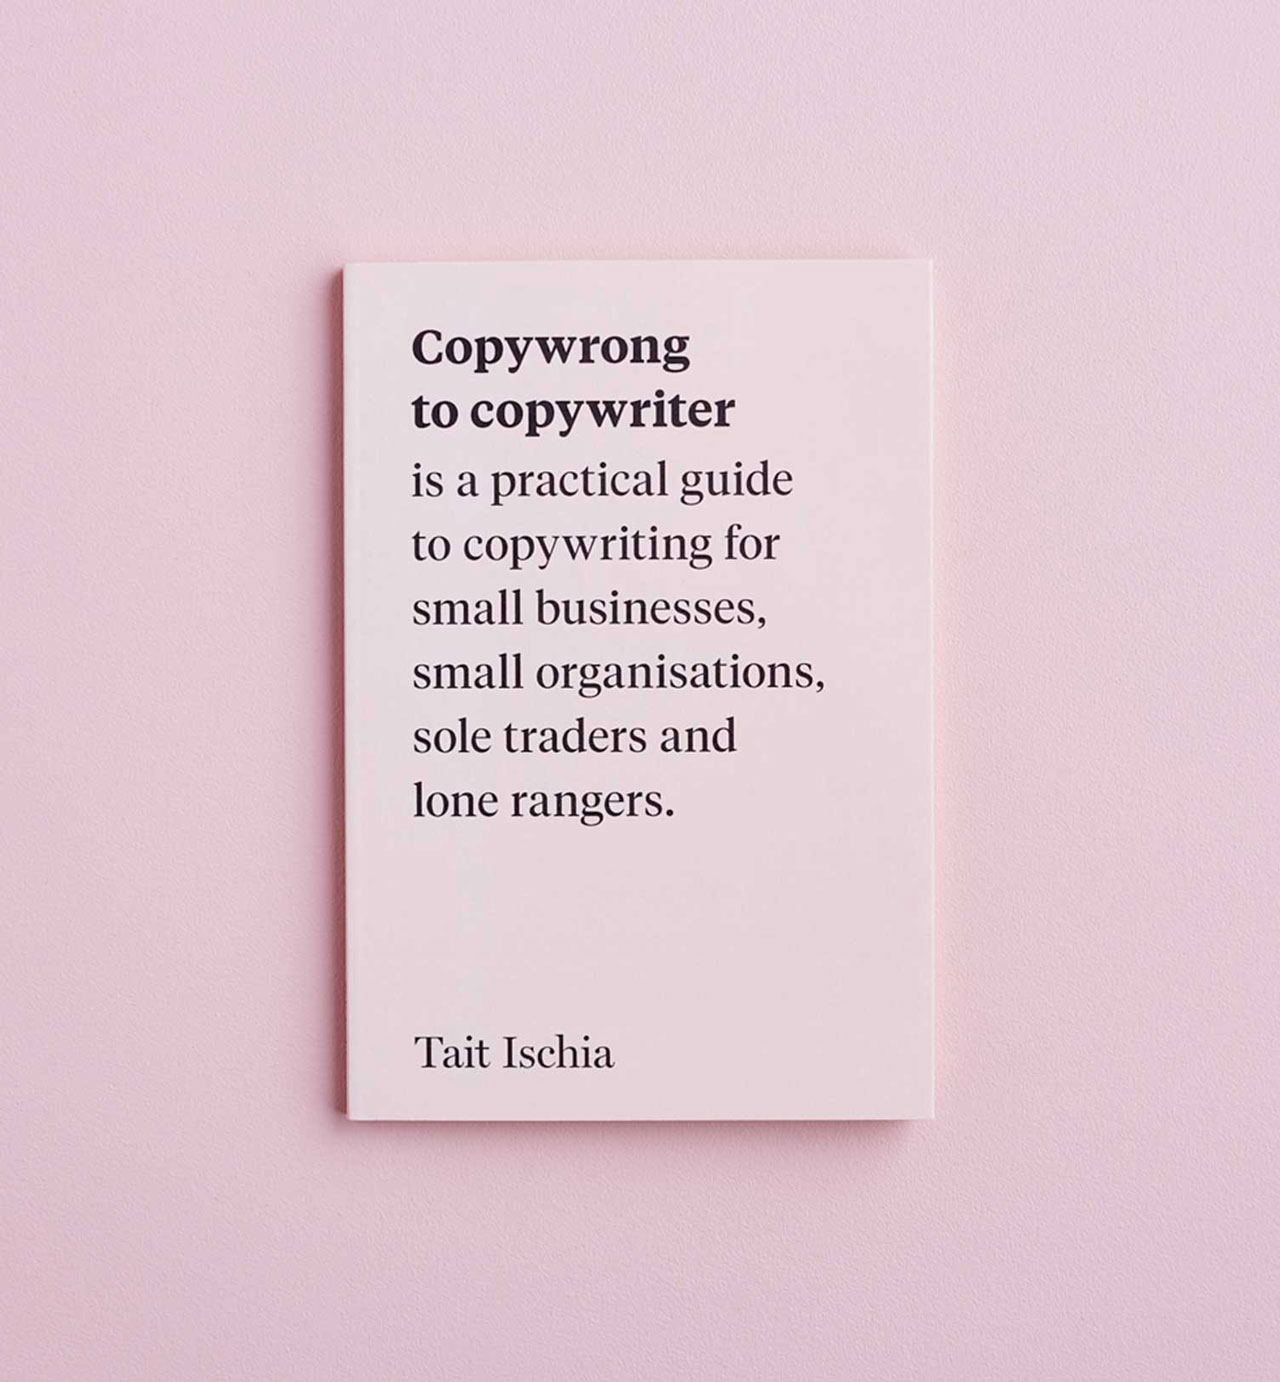 Copywrong
to copywriter
is a practical guide
to copywriting for
small businesses,
small organisations,
sole traders and
lone rangers.
Tait Ischia